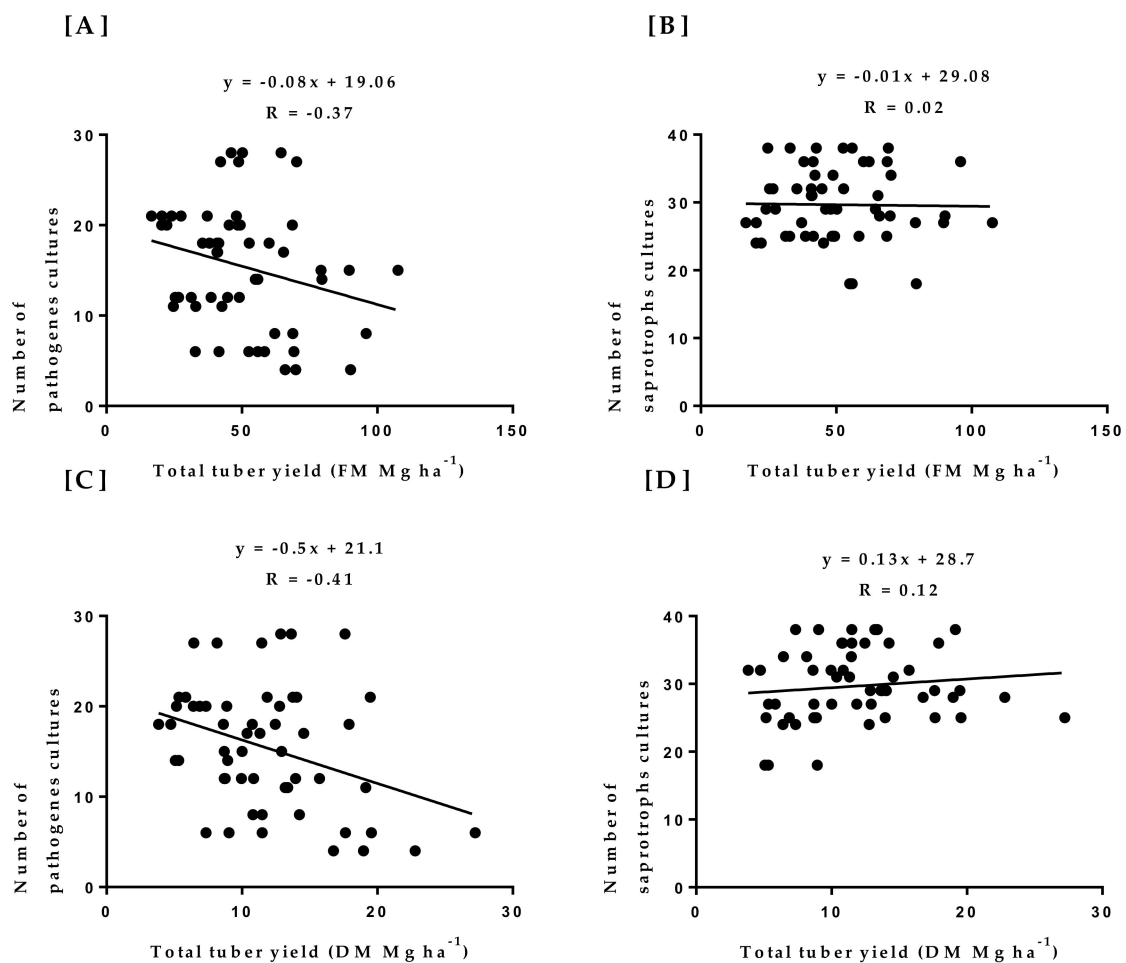 [A]
y = -0.08x + 19.06
R = -0.37
30
20
10
0
Number of
pathogenes cultures
0 50 100 150
Total tuber yield (FM Mg ha⁻¹)
[B]
y = -0.01x + 29.08
R = 0.02
40
30
20
10
0
Number of
saprotrophs cultures
0 50 100 150
Total tuber yield (FM Mg ha⁻¹)
[C]
y = -0.5x + 21.1
R = -0.41
30
20
10
0
Number of
pathogenes cultures
0 10 20 30
Total tuber yield (DM Mg ha⁻¹)
[D]
y = 0.13x + 28.7
R = 0.12
40
30
20
10
0
Number of
saprotrophs cultures
0 10 20 30
Total tuber yield (DM Mg ha⁻¹)